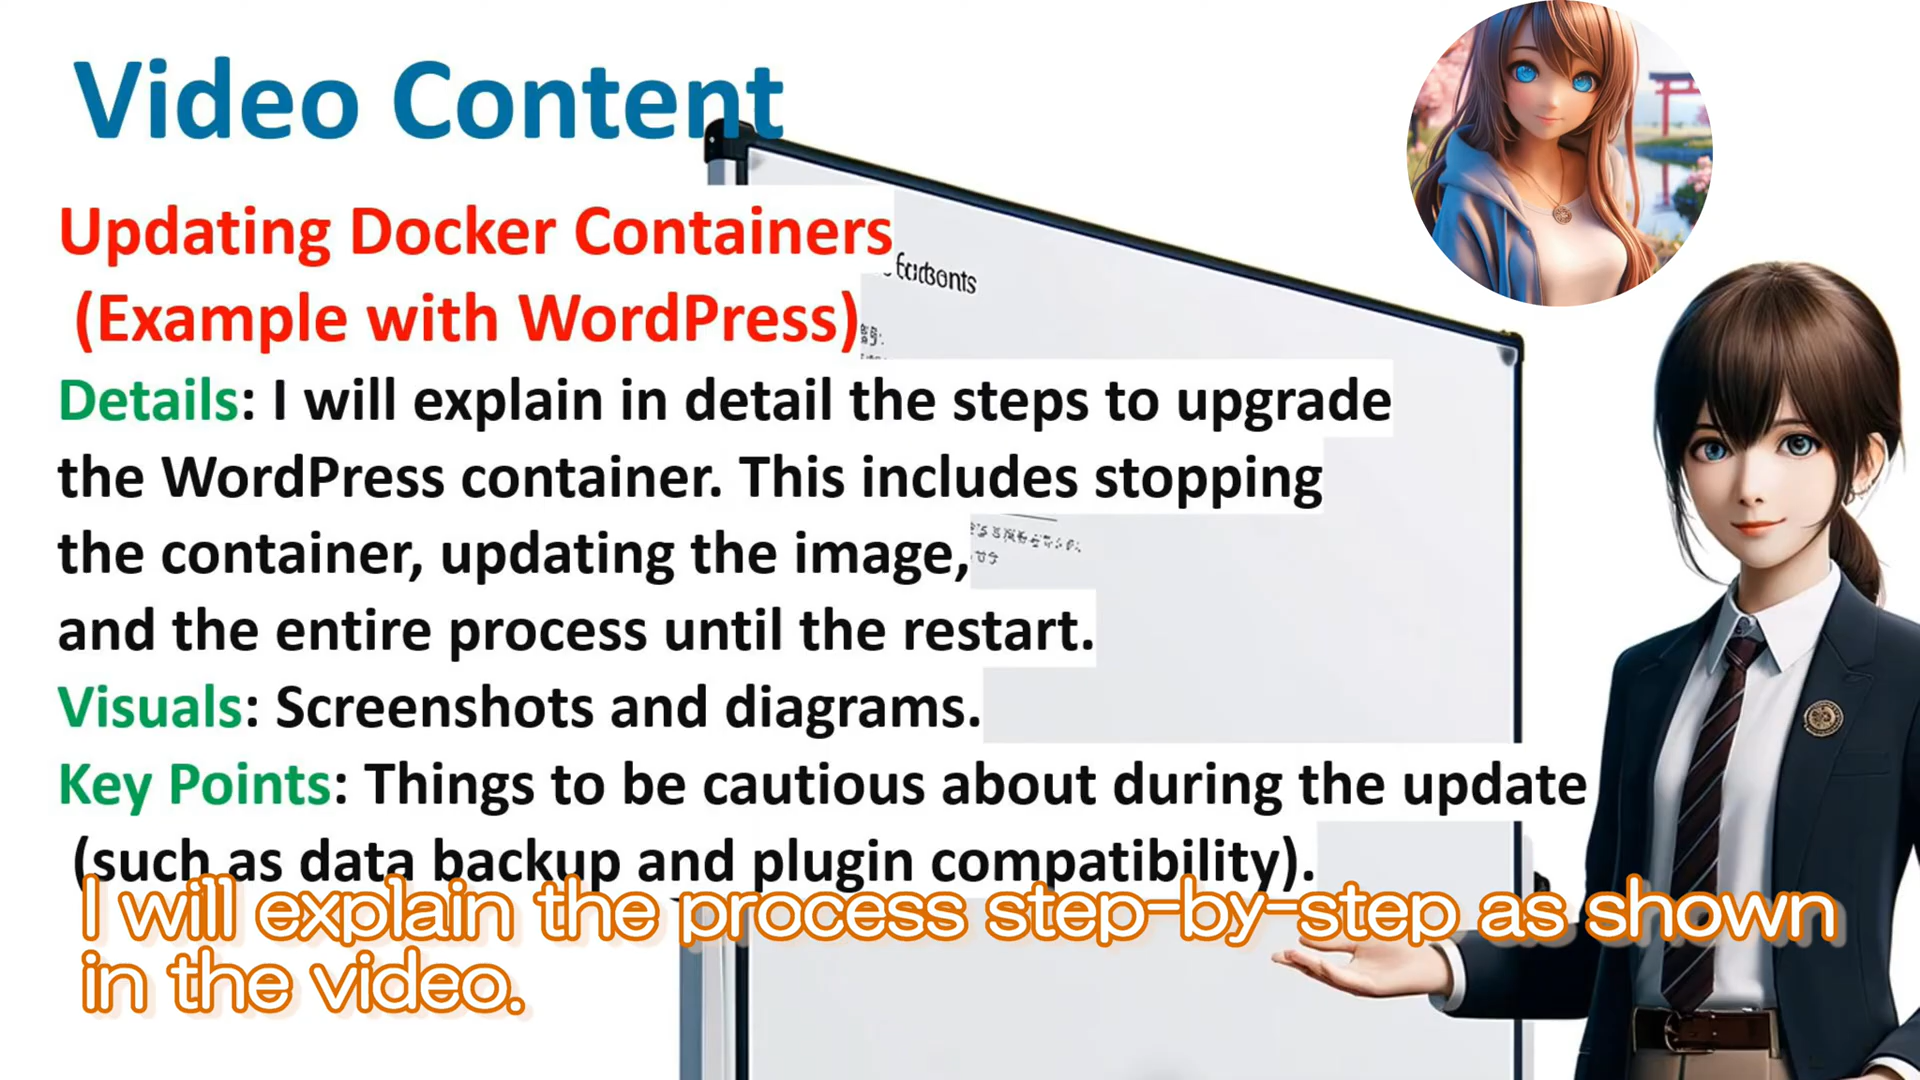 Video Content
Updating Docker Containers
(Example with WordPress)
Details: I will explain in detail the steps to upgrade
the WordPress container. This includes stopping
the container, updating the image,
and the entire process until the restart.
Visuals: Screenshots and diagrams.
Key Points: Things to be cautious about during the update
(such as data backup and plugin compatibility).
I will explain the process step-by-step as shown
in the video.